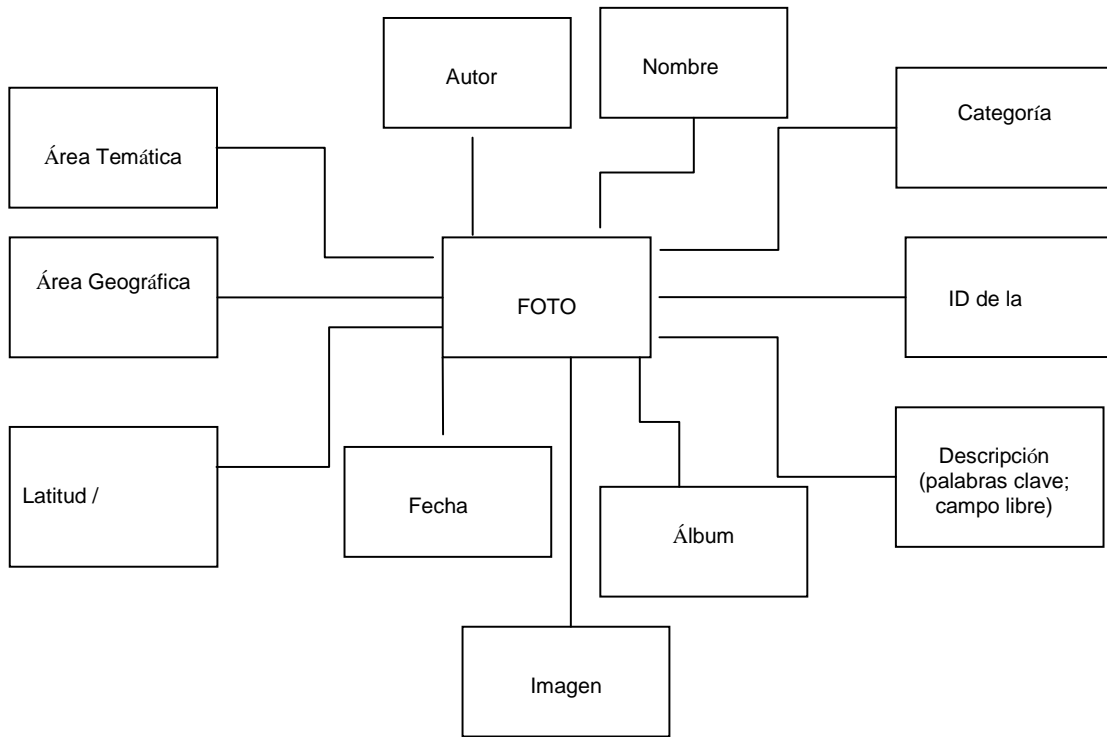 Autor
Nombre
Categoría
Área Temática
Área Geográfica
FOTO
ID de la
Latitud /
Fecha
Álbum
Descripción
(palabras clave;
campo libre)
Imagen